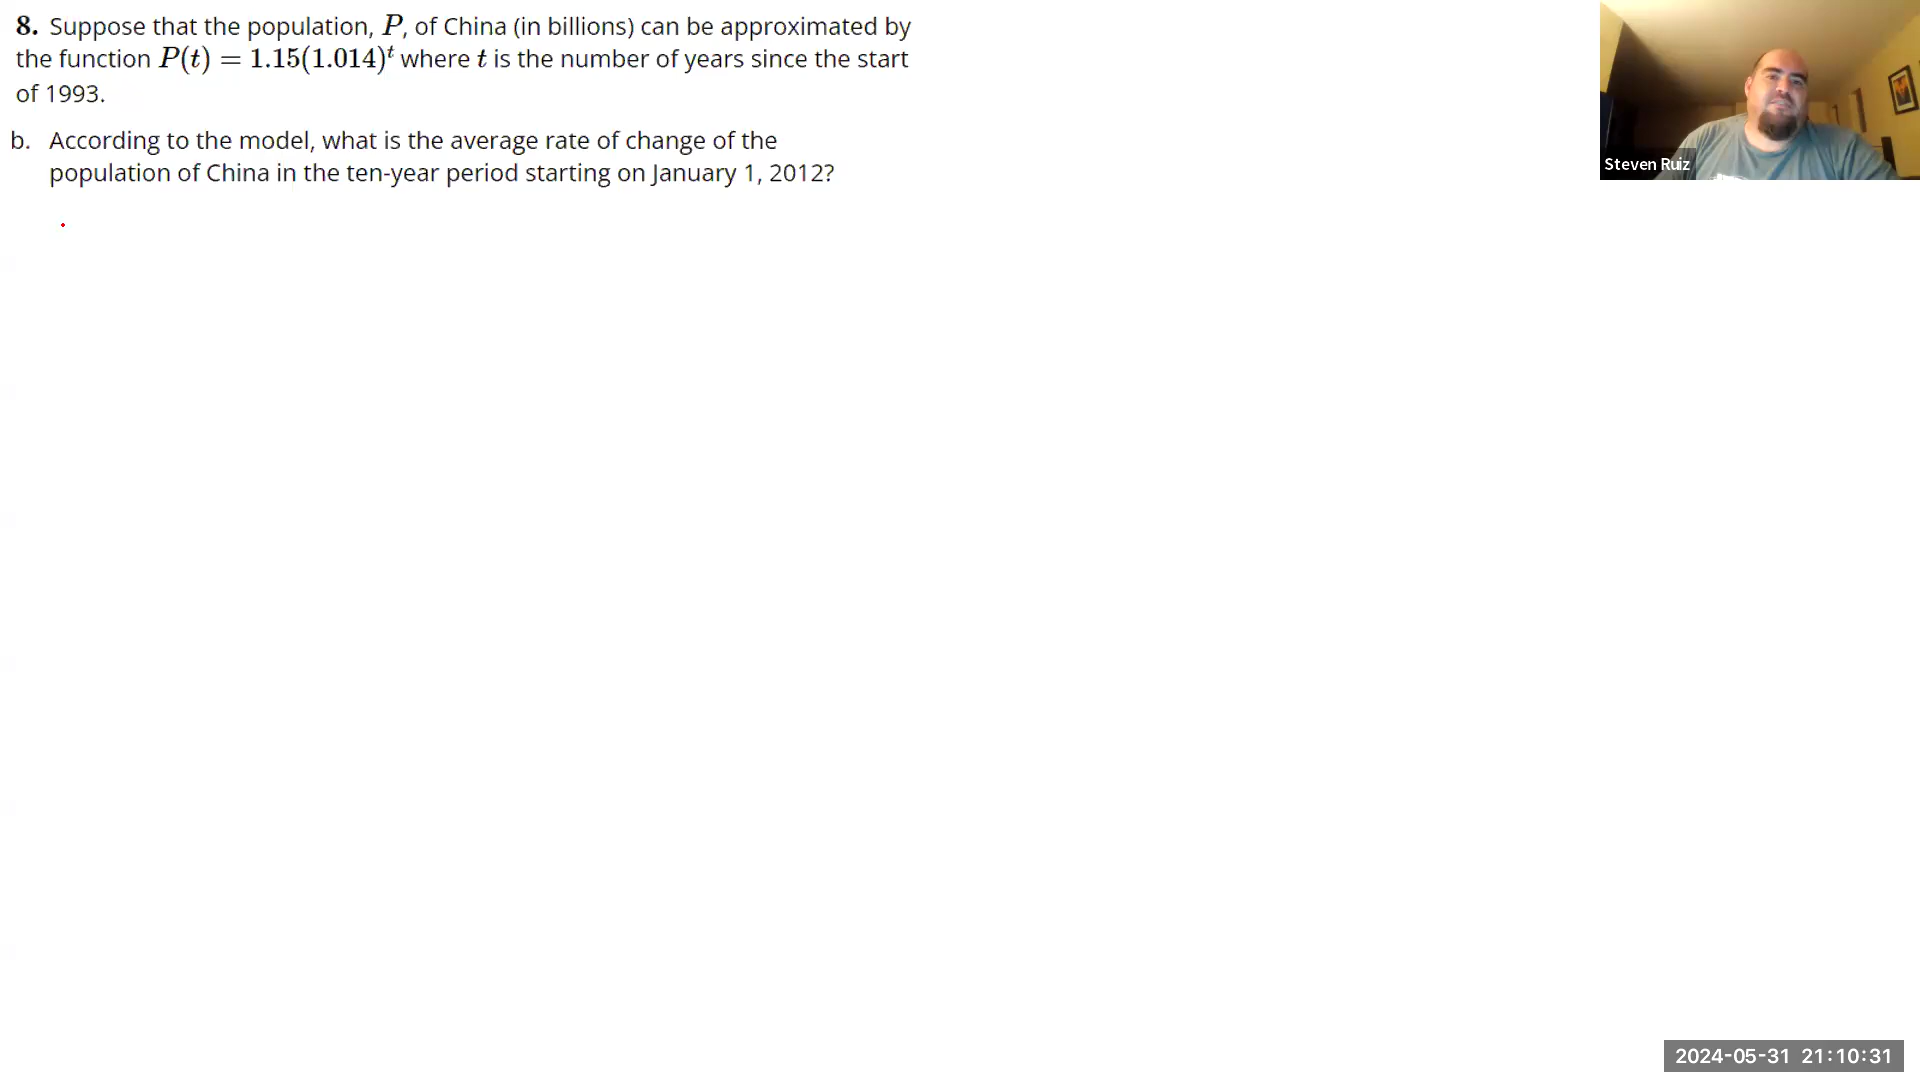 8. Suppose that the population, P, of China (in billions) can be approximated by
the function P(t) = 1.15(1.014)^t where t is the number of years since the start
of 1993.
b. According to the model, what is the average rate of change of the
population of China in the ten-year period starting on January 1, 2012?
Steven Ruiz
2024-05-31 21:10:31